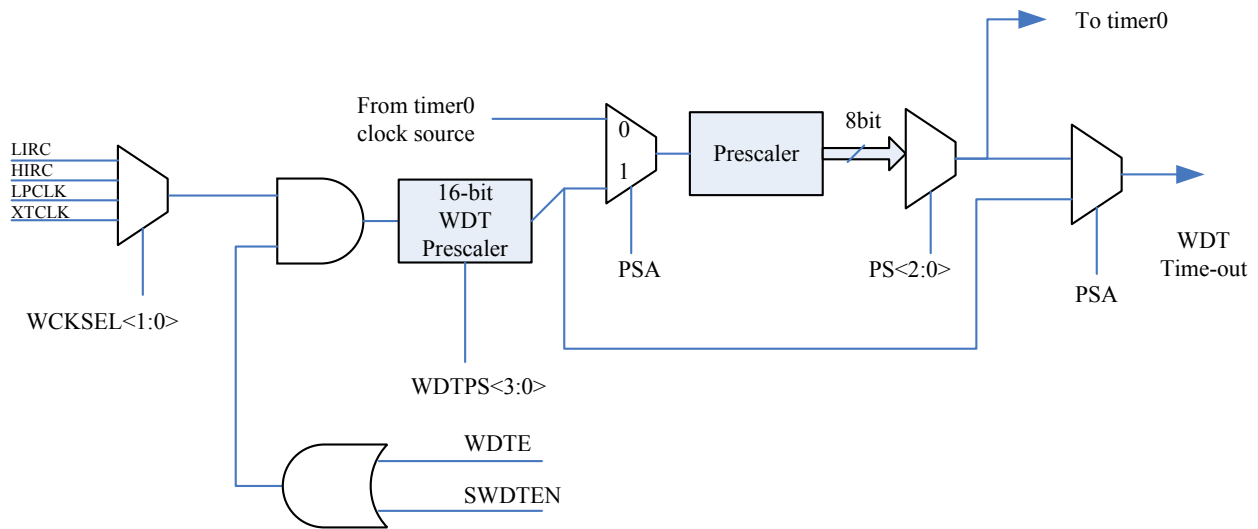 To timer0
From timer0
clock source
0
1
8bit
Prescaler
LIRC
HIRC
LPCLK
XTCLK
16-bit
WDT
Prescaler
PSA
PS<2:0>
WDT
Time-out
PSA
WCKSEL<1:0>
WDTPS<3:0>
WDTE
SWDTEN